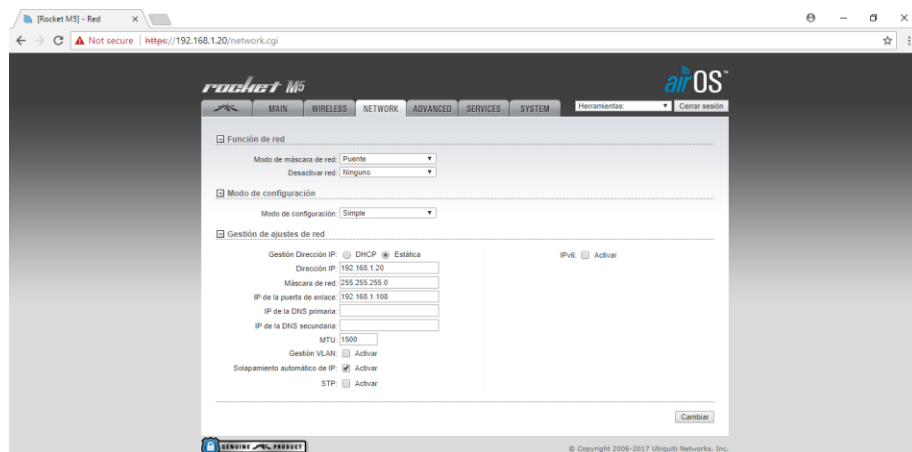 [Rocket M5] - Red
Not secure | https://192.168.1.20/network.cgi
rocket M5
airOS™
MAIN WIRELESS NETWORK ADVANCED SERVICES SYSTEM Herramientas: Cerrar sesión
Función de red
Modo de máscara de red: Puente
Desactivar red: Ninguno
Modo de configuración
Modo de configuración: Simple
Gestión de ajustes de red
Gestión Dirección IP: DHCP Estática IPv6: Activar
Dirección IP: 192.168.1.20
Máscara de red: 255.255.255.0
IP de la puerta de enlace: 192.168.1.108
IP de la DNS primaria:
IP de la DNS secundaria:
MTU: 1500
Gestión VLAN: Activar
Solapamiento automático de IP: Activar
STP: Activar
Cambiar
GENUINE PRODUCT
© Copyright 2006-2017 Ubiquiti Networks, Inc.